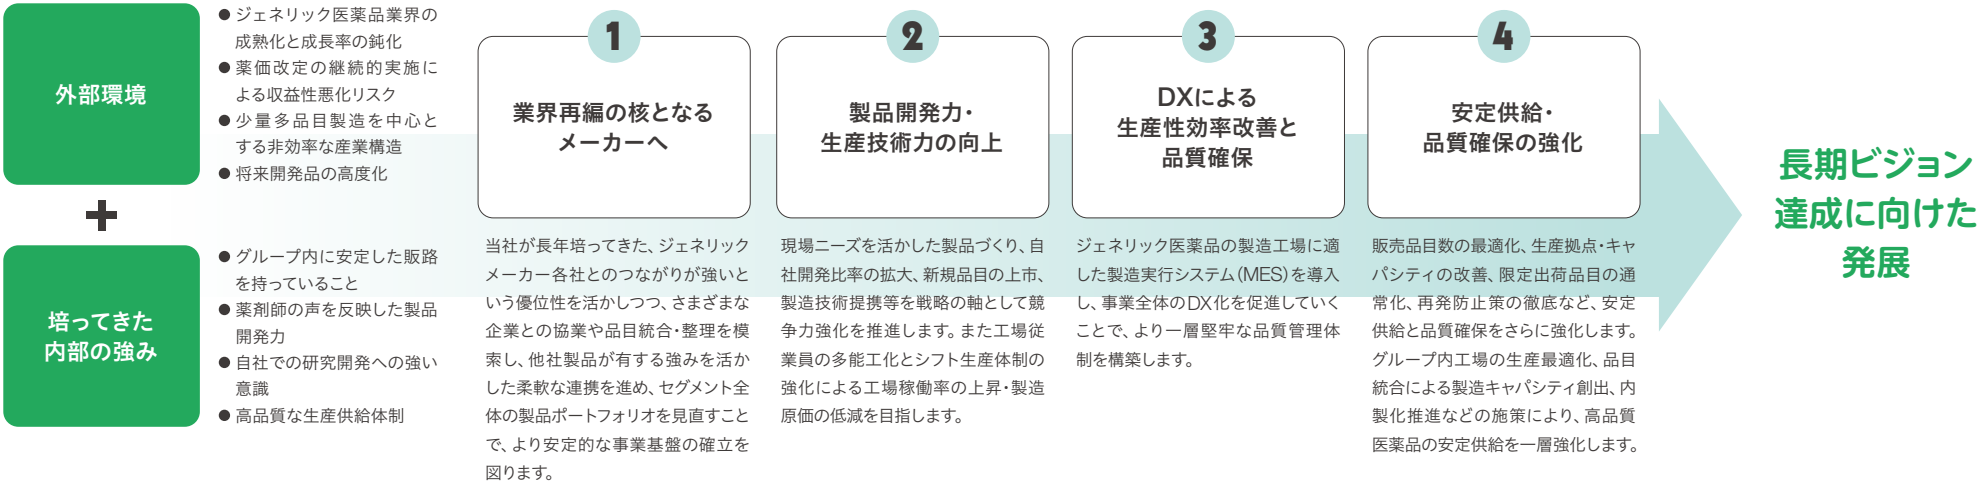 外部環境
●ジェネリック医薬品業界の
成熟化と成長率の鈍化
●薬価改定の継続的実施に
よる収益性悪化リスク
●少量多品目製造を中心と
する非効率な産業構造
●将来開発品の高度化
+
培ってきた
内部の強み
●グループ内に安定した販路
を持っていること
●薬剤師の声を反映した製品
開発力
●自社での研究開発への強い
意識
●高品質な生産供給体制
1
業界再編の核となる
メーカーへ
当社が長年培ってきた、ジェネリック
メーカー各社とのつながりが強いと
いう優位性を活かしつつ、さまざまな
企業との協業や品目統合・整理を模
索し、他社製品が有する強みを活か
した柔軟な連携を進め、セグメント全
体の製品ポートフォリオを見直すこと
で、より安定的な事業基盤の確立を
図ります。
2
製品開発力・
生産技術力の向上
現場ニーズを活かした製品づくり、自
社開発比率の拡大、新規品目の上市、
製造技術提携等を戦略の軸として競
争力強化を推進します。また工場従
業員の多能工化とシフト生産体制の
強化による工場稼働率の上昇・製造
原価の低減を目指します。
3
DXによる
生産性効率改善と
品質確保
ジェネリック医薬品の製造工場に適
した製造実行システム(MES)を導入
し、事業全体のDX化を促進していく
ことで、より一層堅牢な品質管理体
制を構築します。
4
安定供給・
品質確保の強化
販売品目数の最適化、生産拠点・キャ
パシティの改善、限定出荷品目の通
常化、再発防止策の徹底など、安定
供給と品質確保をさらに強化します。
グループ内工場の生産最適化、品目
統合による製造キャパシティ創出、内
製化推進などの施策により、高品質
医薬品の安定供給を一層強化します。
長期ビジョン
達成に向けた
発展